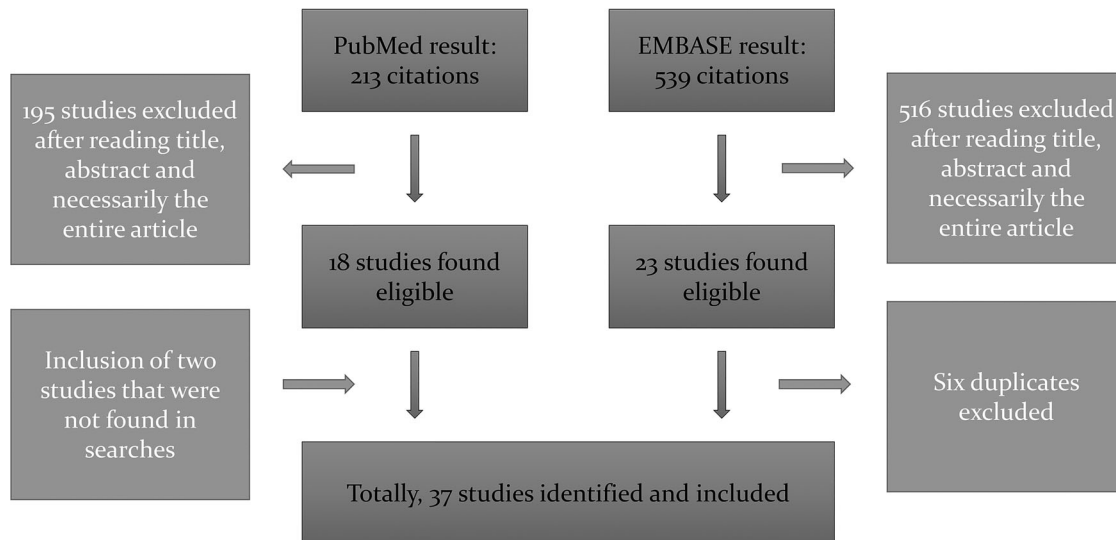 PubMed result:
213 citations
EMBASE result:
539 citations
195 studies excluded
after reading title,
abstract and
necessarily the
entire article
516 studies excluded
after reading title,
abstract and
necessarily the
entire article
18 studies found
eligible
23 studies found
eligible
Inclusion of two
studies that were
not found in
searches
Six duplicates
excluded
Totally, 37 studies identified and included